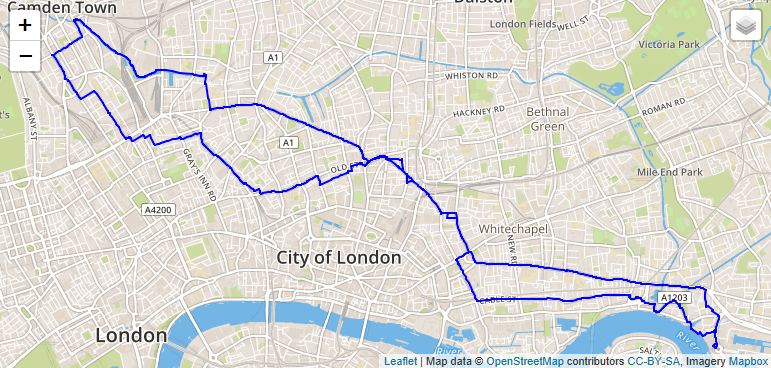 Camden Town
Dalston
+
−
London Fields
WELL ST
Victoria Park
A1
WHISTON RD
ALBANY ST
HACKNEY RD
ROMAN RD
Bethnal
Green
A1
GRAY'S INN RD
OLD ST
Mile End Park
A4200
Whitechapel
NEW RD
City of London
CABLE ST
A1203
London
River
River
Leaflet | Map data © OpenStreetMap contributors CC-BY-SA, Imagery Mapbox